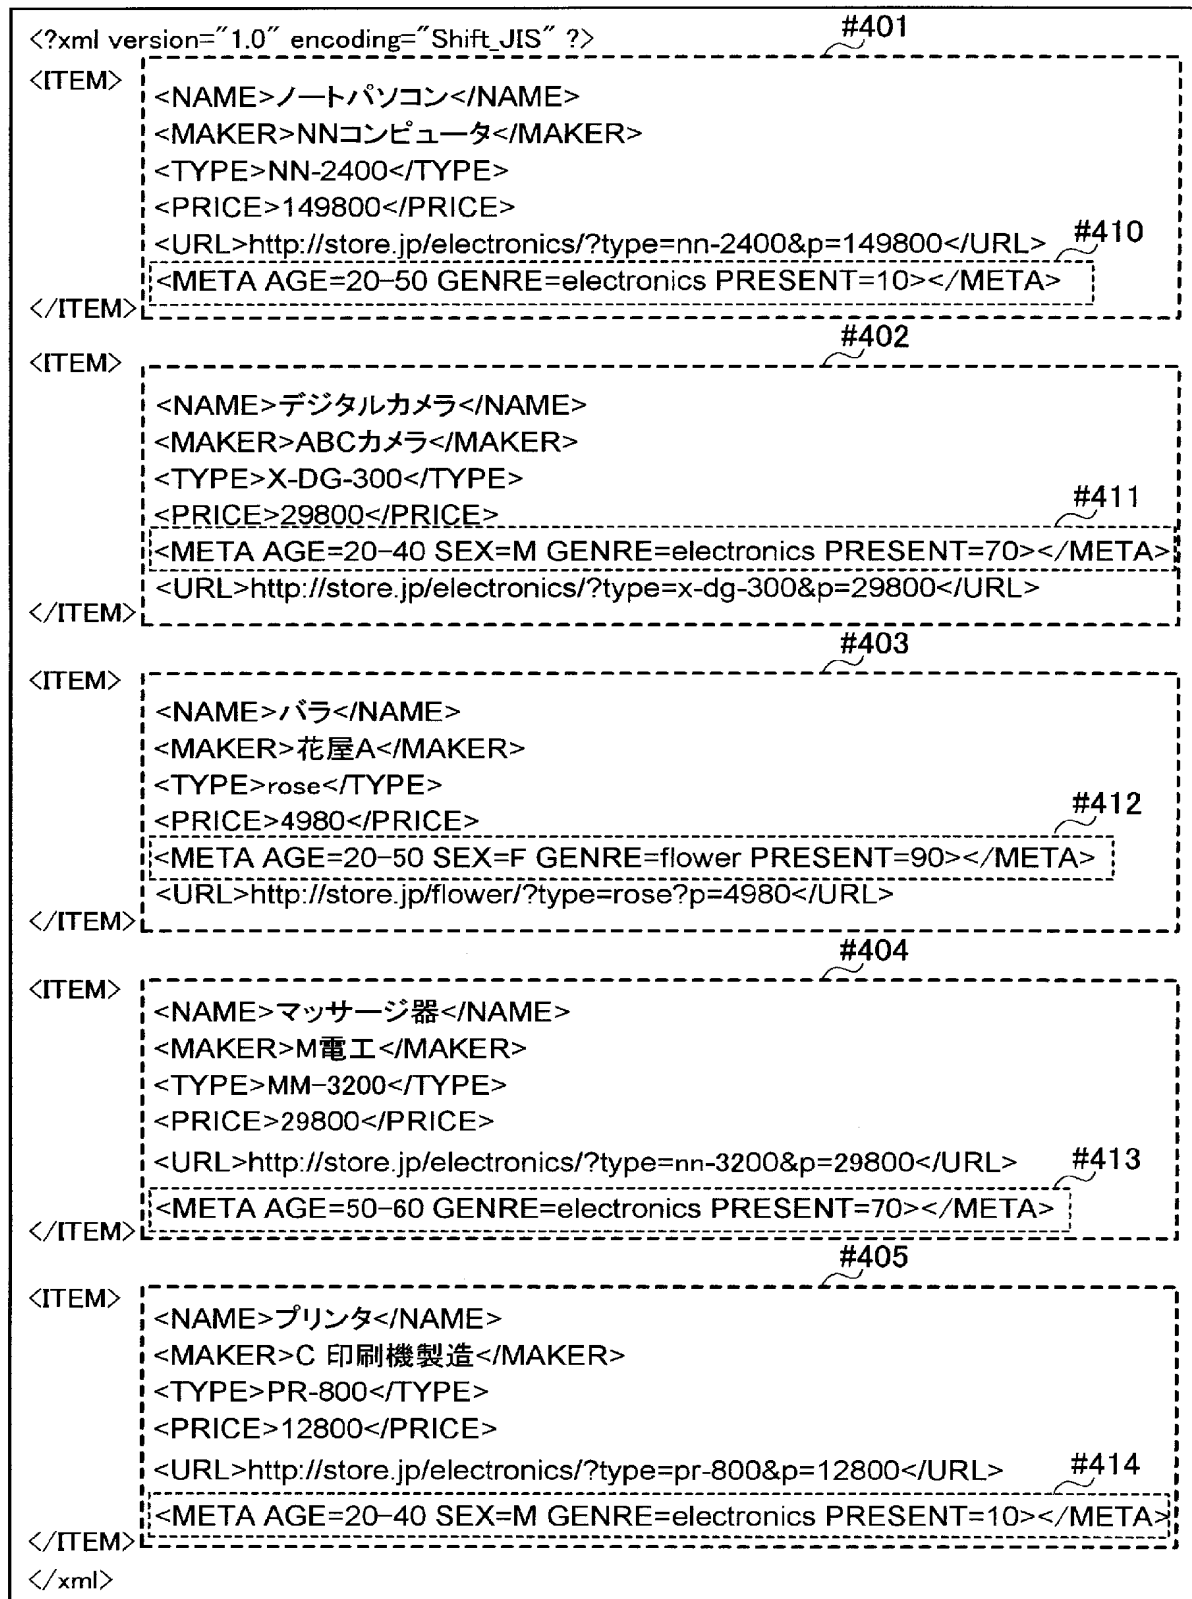 <?xml version="1.0" encoding="Shift_JIS" ?>
#401
<ITEM>
<NAME>ノートパソコン</NAME>
<MAKER>NNコンピュータ</MAKER>
<TYPE>NN-2400</TYPE>
<PRICE>149800</PRICE>
<URL>http://store.jp/electronics/?type=nn-2400&p=149800</URL>
#410
<META AGE=20-50 GENRE=electronics PRESENT=10></META>
</ITEM>
#402
<ITEM>
<NAME>デジタルカメラ</NAME>
<MAKER>ABCカメラ</MAKER>
<TYPE>X-DG-300</TYPE>
<PRICE>29800</PRICE>
#411
<META AGE=20-40 SEX=M GENRE=electronics PRESENT=70></META>
<URL>http://store.jp/electronics/?type=x-dg-300&p=29800</URL>
</ITEM>
#403
<ITEM>
<NAME>バラ</NAME>
<MAKER>花屋A</MAKER>
<TYPE>rose</TYPE>
<PRICE>4980</PRICE>
#412
<META AGE=20-50 SEX=F GENRE=flower PRESENT=90></META>
<URL>http://store.jp/flower/?type=rose?p=4980</URL>
</ITEM>
#404
<ITEM>
<NAME>マッサージ器</NAME>
<MAKER>M電工</MAKER>
<TYPE>MM-3200</TYPE>
<PRICE>29800</PRICE>
<URL>http://store.jp/electronics/?type=nn-3200&p=29800</URL>
#413
<META AGE=50-60 GENRE=electronics PRESENT=70></META>
</ITEM>
#405
<ITEM>
<NAME>プリンタ</NAME>
<MAKER>C 印刷機製造</MAKER>
<TYPE>PR-800</TYPE>
<PRICE>12800</PRICE>
<URL>http://store.jp/electronics/?type=pr-800&p=12800</URL>
#414
<META AGE=20-40 SEX=M GENRE=electronics PRESENT=10></META>
</ITEM>
</xml>